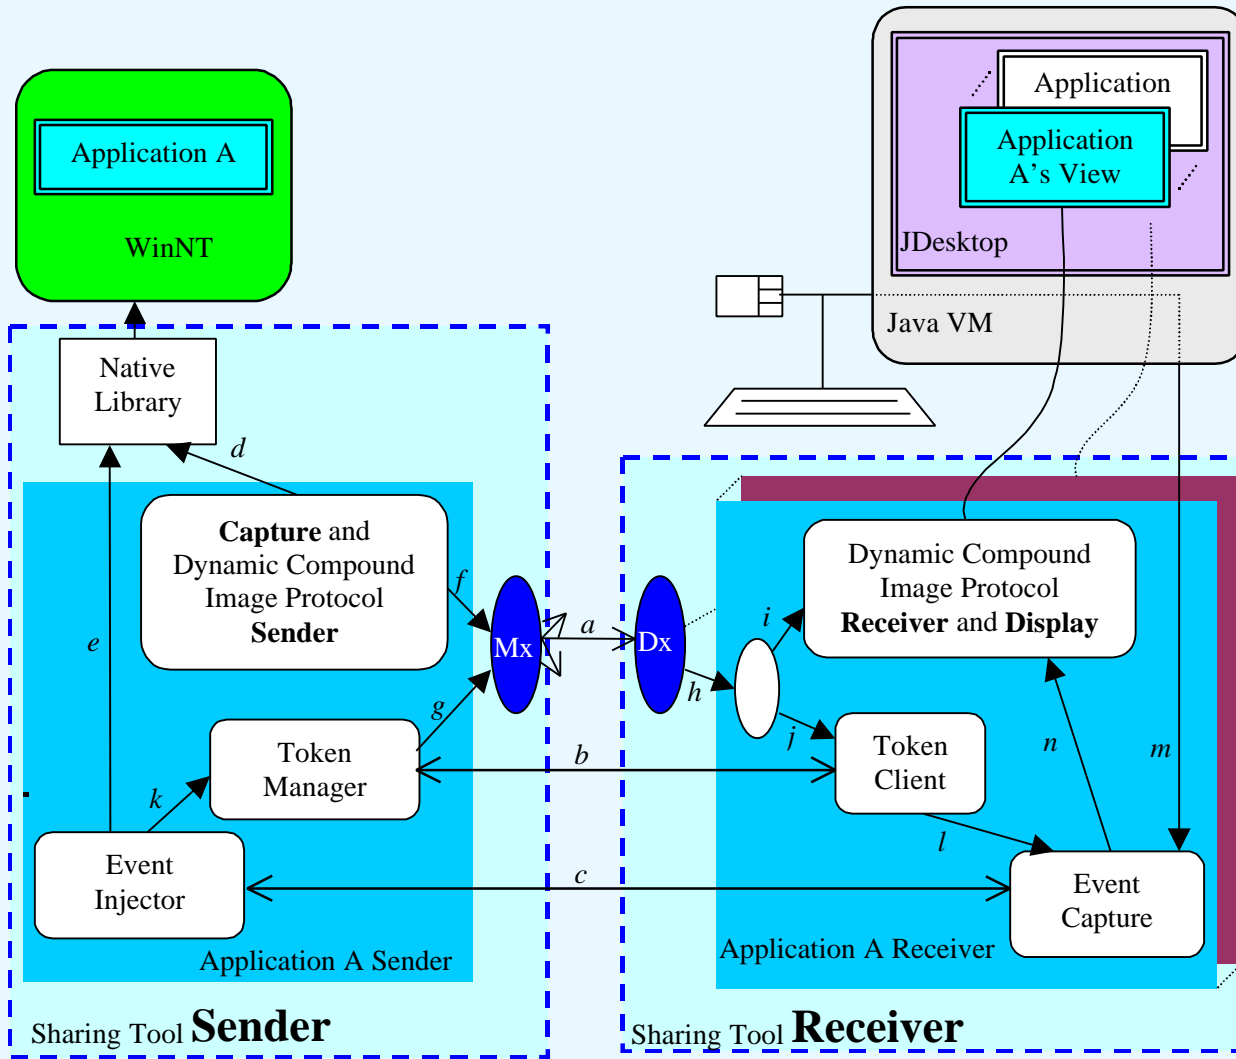 Application A
WinNT
Application
Application
A's View
JDesktop
Java VM
Native
Library
d
e
Capture and
Dynamic Compound
Image Protocol
Sender
f
Mx
g
Token
Manager
k
Event
Injector
Application A Sender
Sharing Tool Sender
a
b
c
Dx
h
i
j
Dynamic Compound
Image Protocol
Receiver and Display
Token
Client
n
m
l
Event
Capture
Application A Receiver
Sharing Tool Receiver